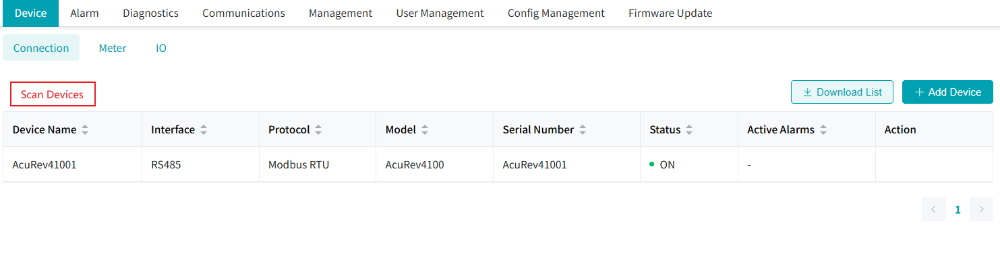 Device Alarm Diagnostics Communications Management User Management Config Management Firmware Update
Connection Meter IO
Scan Devices Download List Add Device
Device Name Interface Protocol Model Serial Number Status Active Alarms Action
AcuRev41001 RS485 Modbus RTU AcuRev4100 AcuRev41001 ON -
1